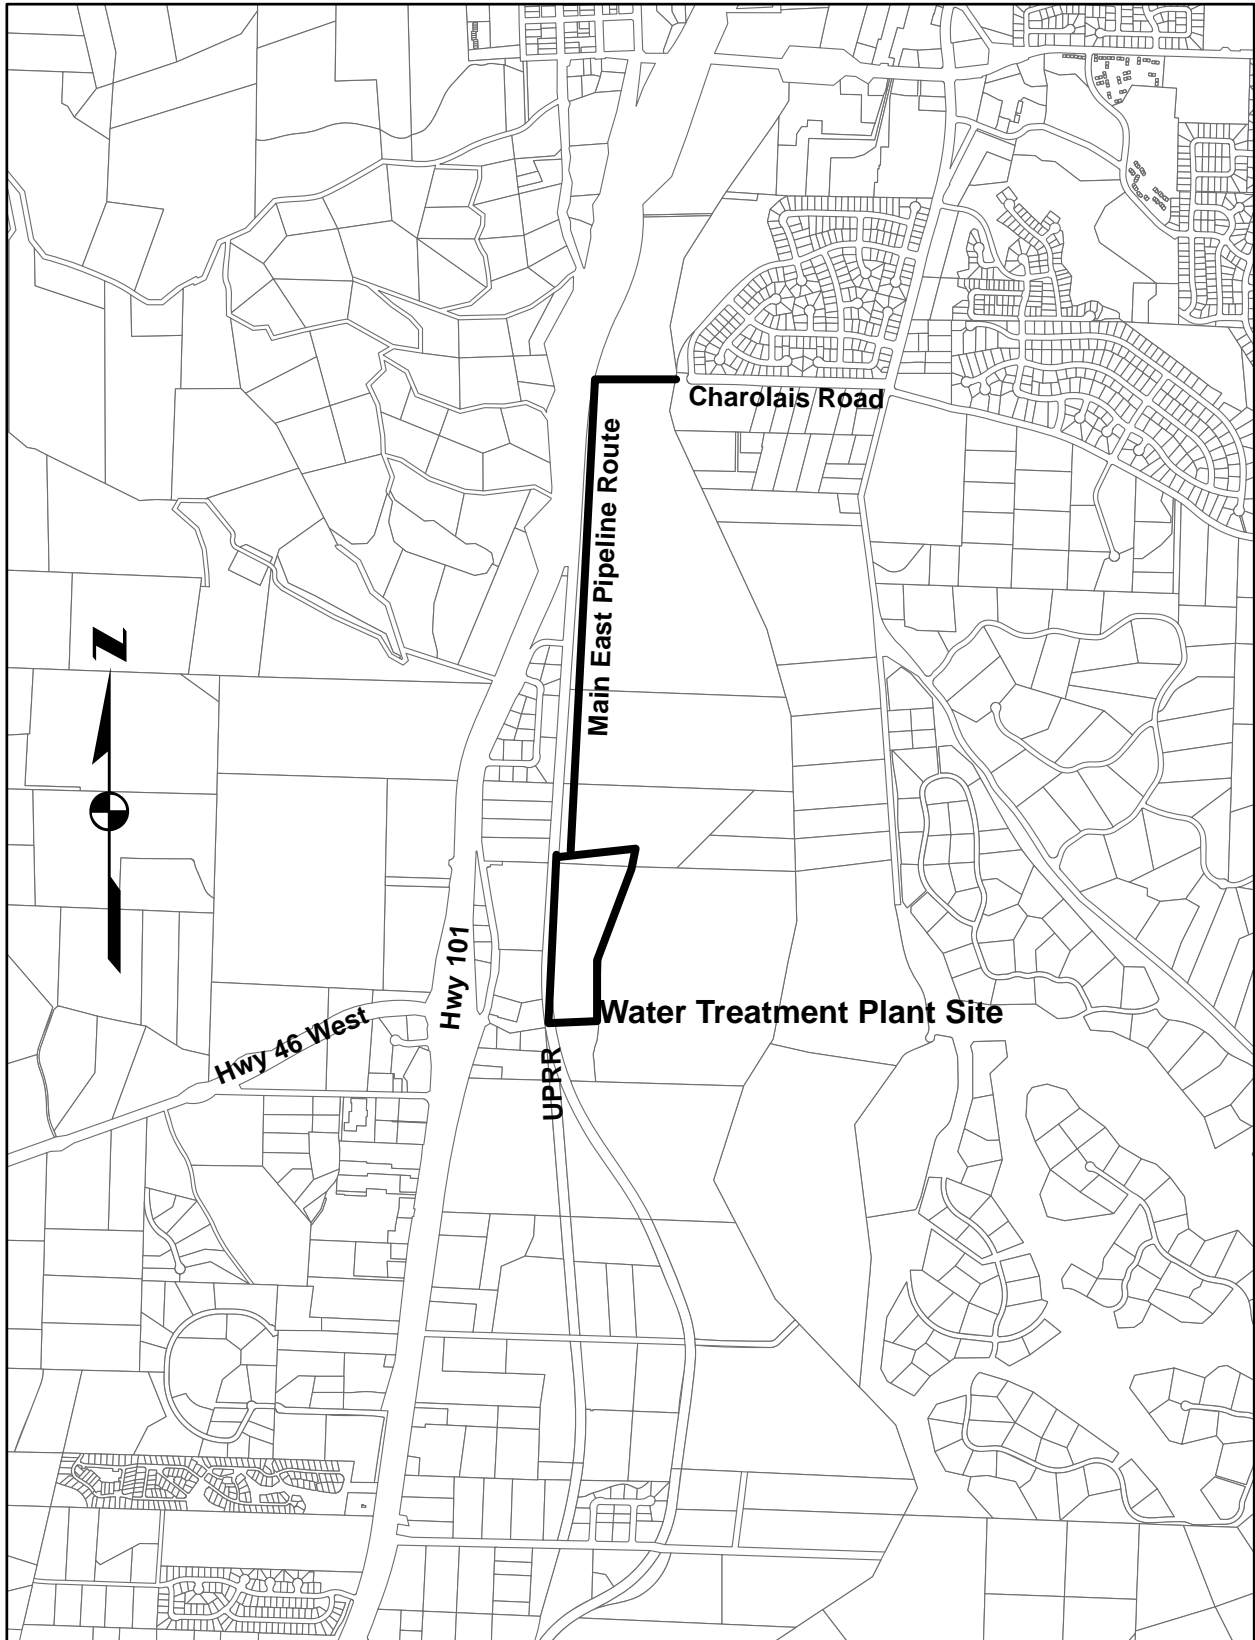 Charolais Road
Main East Pipeline Route
N
Hwy 101
Water Treatment Plant Site
Hwy 46 West
UPRR